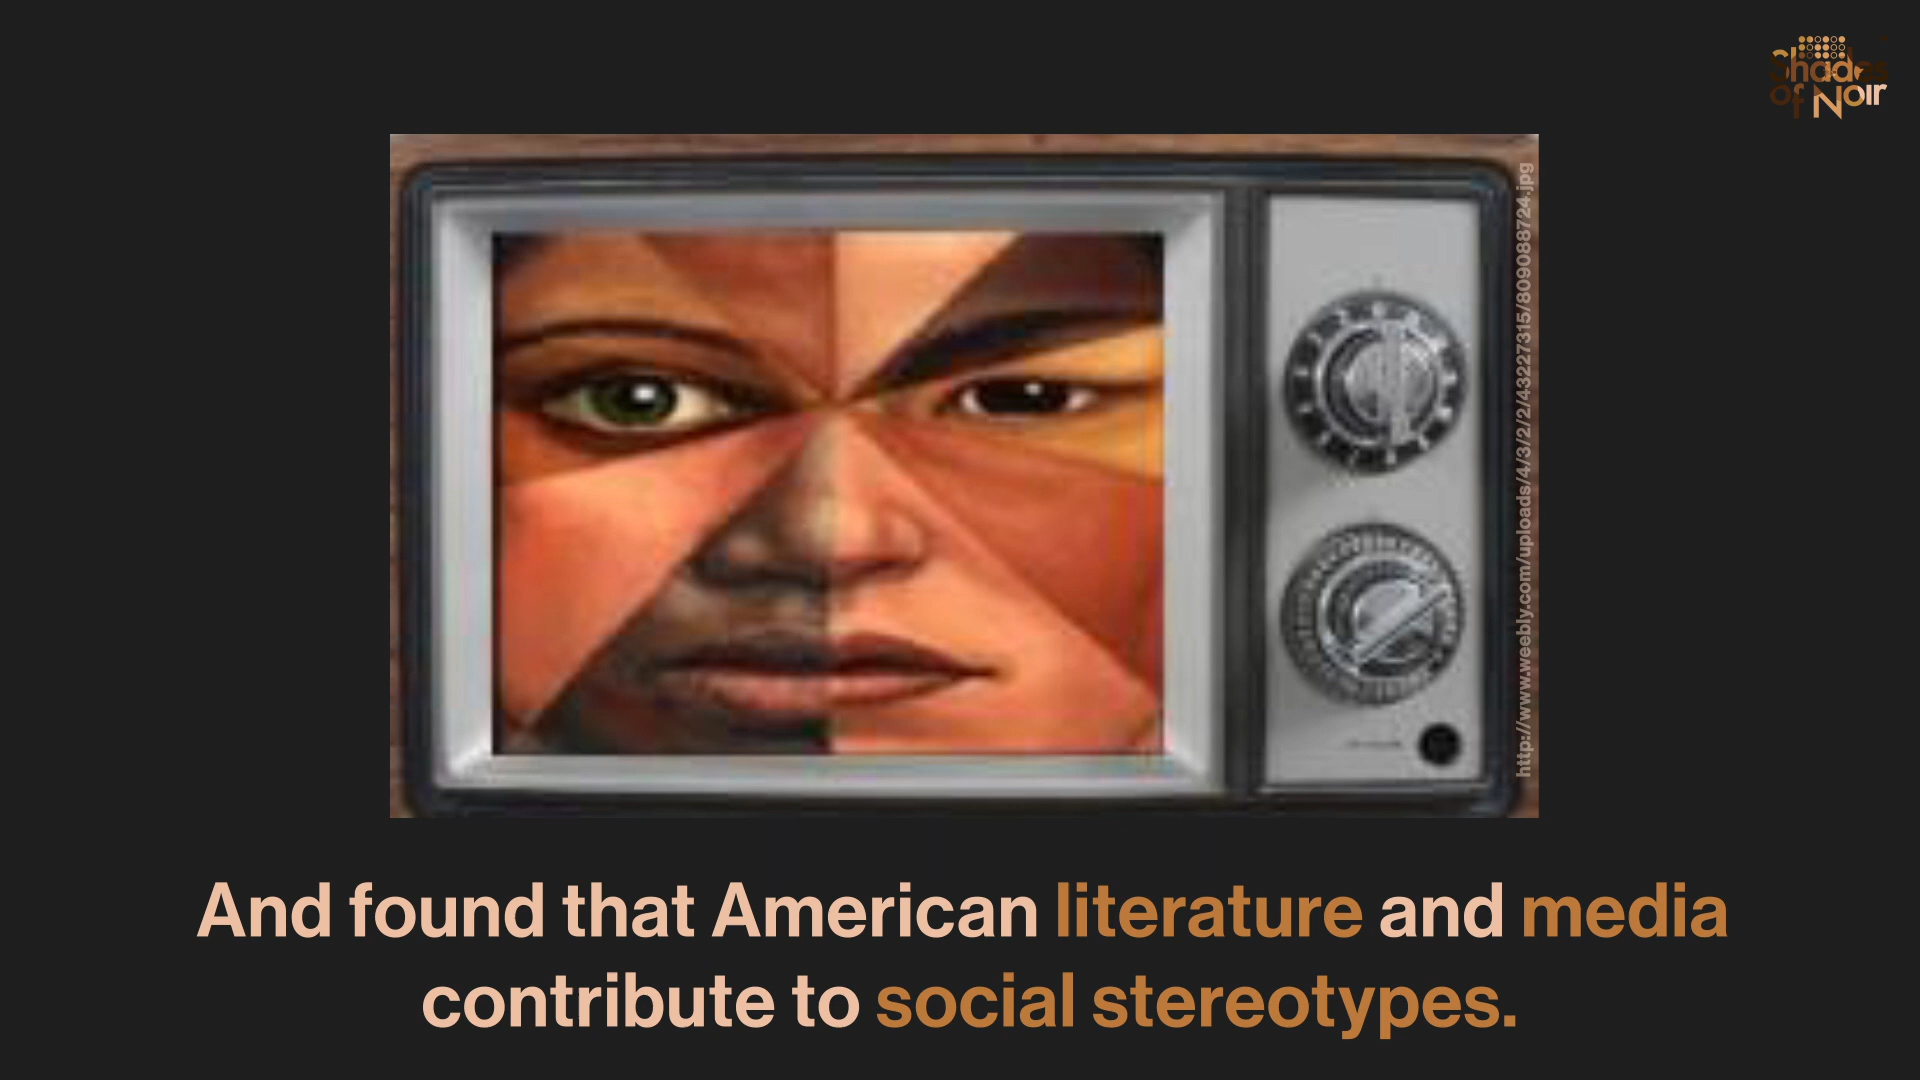 Shades
of Noir
http://www.weebly.com/uploads/4/3/2/2/43227315/809088724.jpg
And found that American literature and media
contribute to social stereotypes.